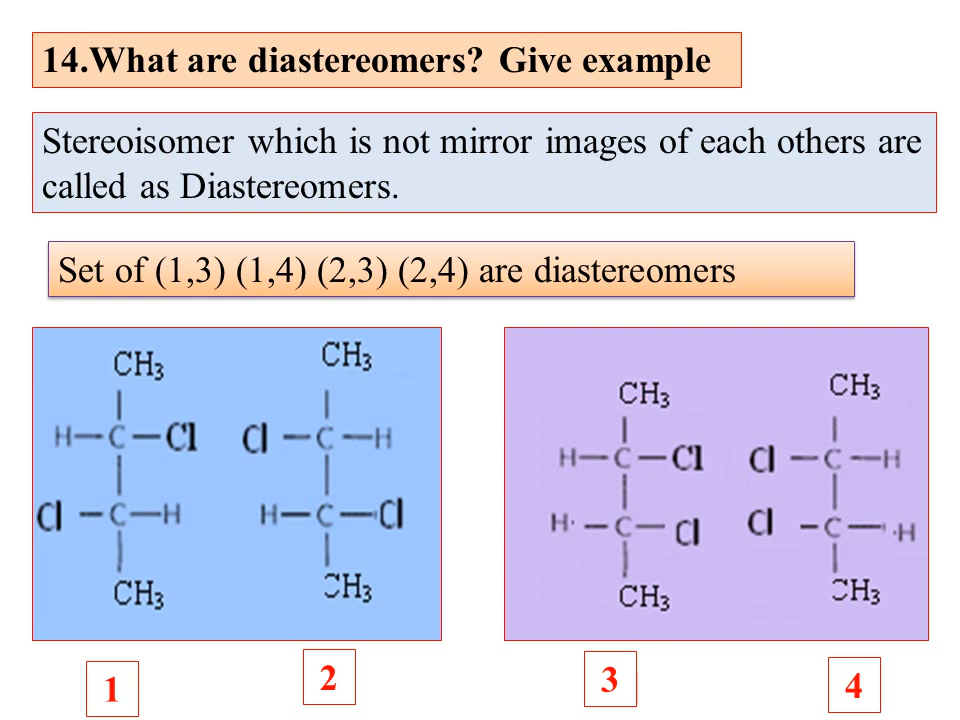 14.What are diastereomers? Give example
Stereoisomer which is not mirror images of each others are
called as Diastereomers.
Set of (1,3) (1,4) (2,3) (2,4) are diastereomers
CH3
H–C–Cl
Cl–C–H
CH3
CH3
Cl–C–H
H–C–Cl
CH3
CH3
H–C–Cl
H–C–Cl
CH3
CH3
Cl–C–H
Cl–C–H
CH3
1
2
3
4